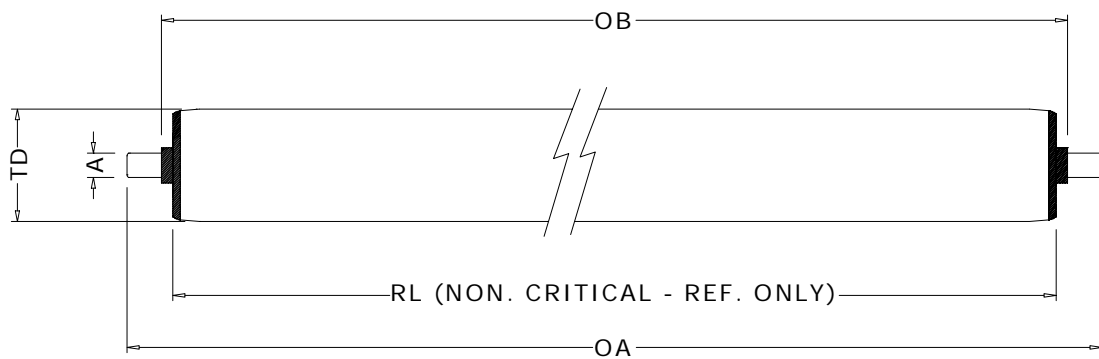 OB
TD
A
RL (NON. CRITICAL - REF. ONLY)
OA